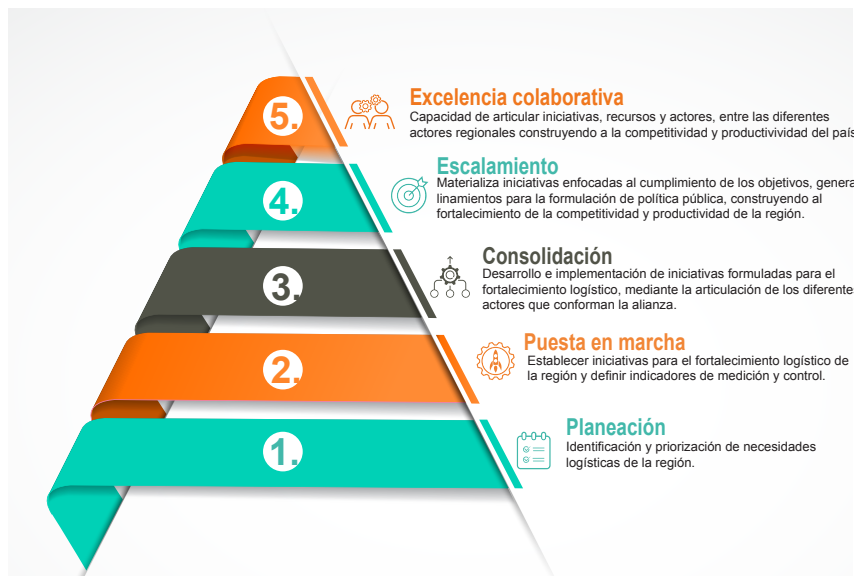 5.
Excelencia colaborativa
Capacidad de articular iniciativas, recursos y actores, entre las diferentes
actores regionales construyendo a la competitividad y productivividad del país
4.
Escalamiento
Materializa iniciativas enfocadas al cumplimiento de los objetivos, genera
linamientos para la formulación de política pública, construyendo al
fortalecimiento de la competividad y productividad de la región.
3.
Consolidación
Desarrollo e implementación de iniciativas formuladas para el
fortalecimiento logístico, mediante la articulación de los diferentes
actores que conforman la alianza.
2.
Puesta en marcha
Establecer iniciativas para el fortalecimiento logístico de
la región y definir indicadores de medición y control.
1.
Planeación
Identificación y priorización de necesidades
logísticas de la región.